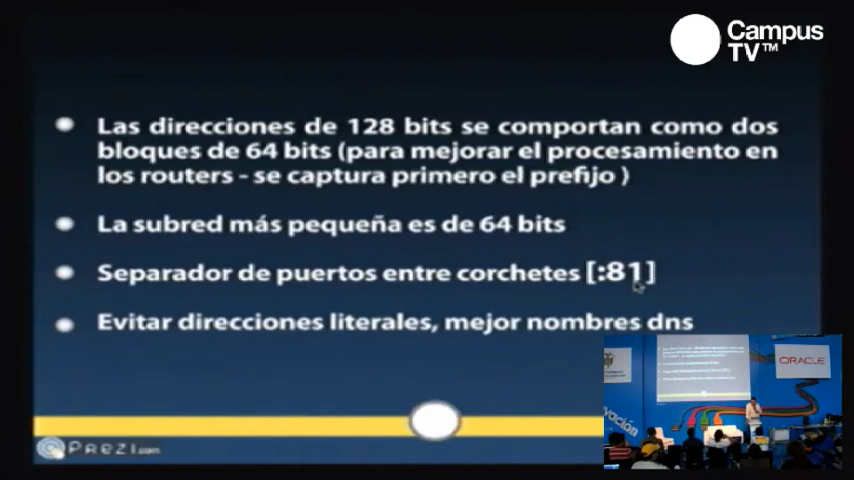 Campus
TV™
Las direcciones de 128 bits se comportan como dos
bloques de 64 bits (para mejorar el procesamiento en
los routers - se captura primero el prefijo )
La subred más pequeña es de 64 bits
Separador de puertos entre corchetes [:81]
Evitar direcciones literales, mejor nombres dns
ORACLE
Prezi.com